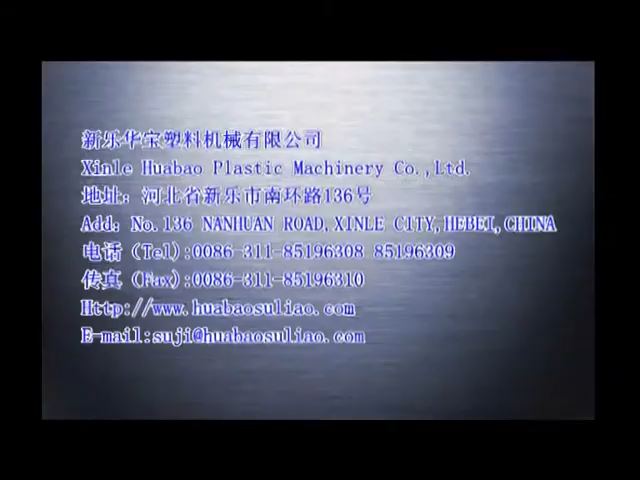 新乐华宝塑料机械有限公司
Xinle Huabao Plastic Machinery Co.,Ltd.
地址：河北省新乐市南环路136号
Add: No.136 NANHUAN ROAD,XINLE CITY,HEBEI,CHINA
电话 (Tel):0086-311-85196308 85196309
传真 (Fax):0086-311-85196310
Http://www.huabaosuliao.com
E-mail:suji@huabaosuliao.com